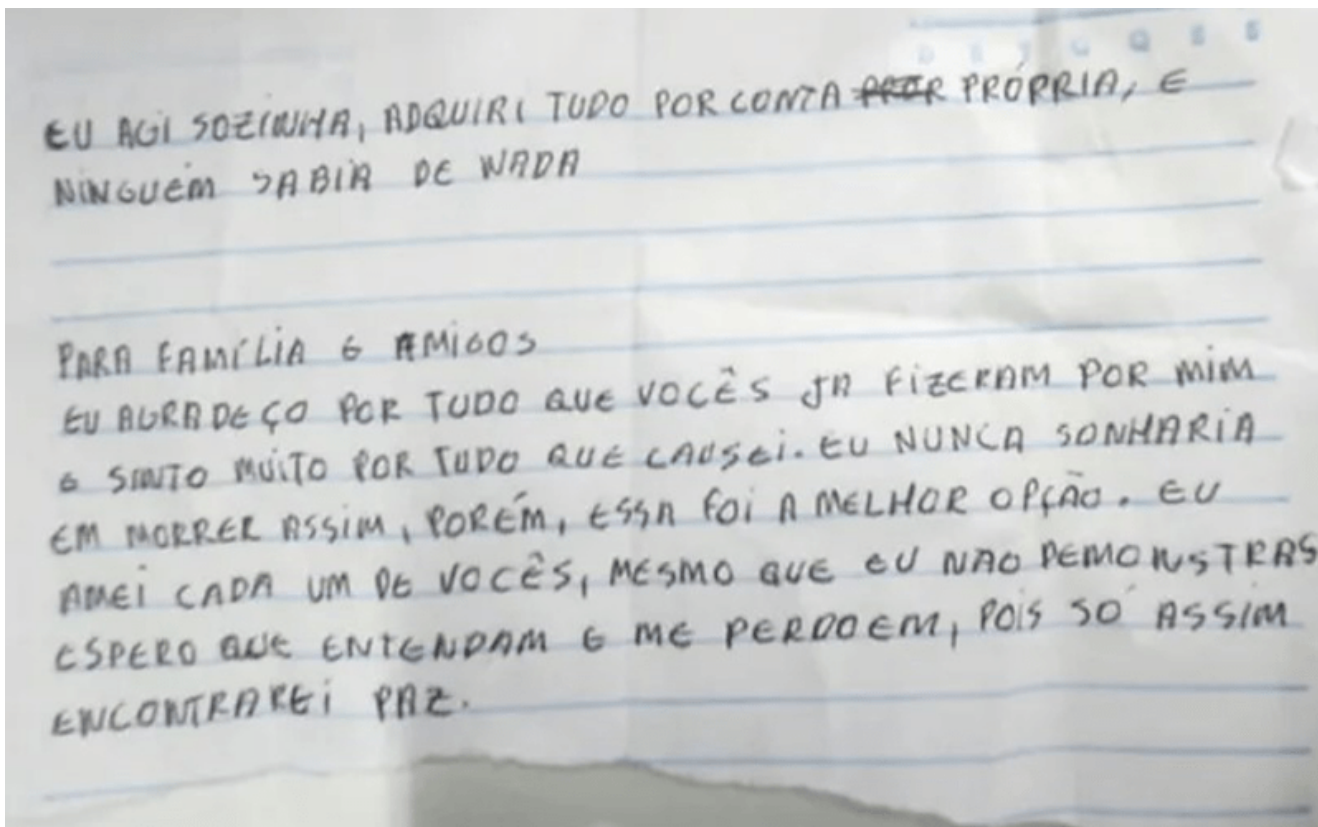 EU AGI SOZINHA, ADQUIRI TUDO POR CONTA PRÓPRIA, E
NINGUÉM SABIA DE NADA
PARA FAMÍLIA E AMIGOS
EU AGRADEÇO POR TUDO QUE VOCÊS JA FIZERAM POR MIM
E SINTO MUITO POR TUDO QUE CAUSEI. EU NUNCA SONHARIA
EM MORRER ASSIM, PORÉM, ESSA FOI A MELHOR OPÇÃO. EU
AMEI CADA UM DE VOCÊS, MESMO QUE EU NÃO DEMONSTRAS
ESPERO QUE ENTENDAM E ME PERDOEM, POIS SÓ ASSIM
ENCONTRAREI PAZ.